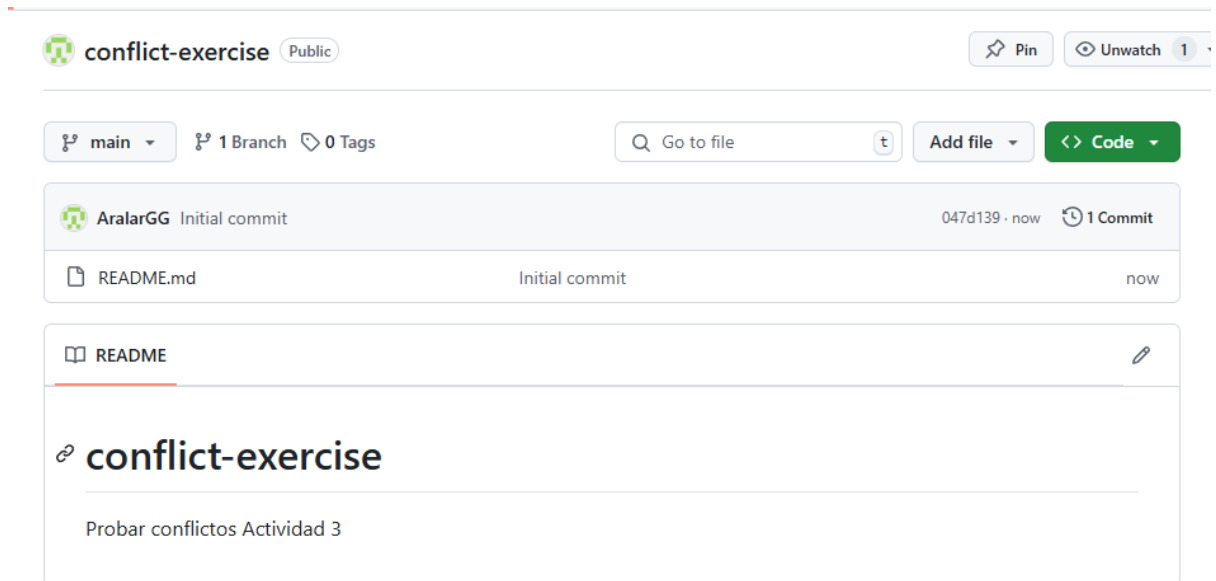 conflict-exercise Public Pin Unwatch 1
main 1 Branch 0 Tags Go to file t Add file Code
AralarGG Initial commit 047d139 · now 1 Commit
README.md Initial commit now
README
conflict-exercise
Probar conflictos Actividad 3